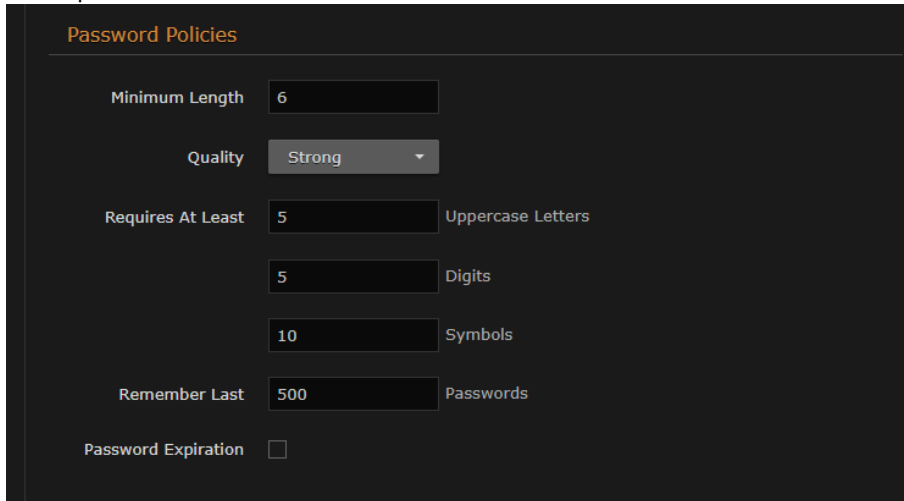 Password Policies
Minimum Length 6
Quality Strong
Requires At Least 5 Uppercase Letters
5 Digits
10 Symbols
Remember Last 500 Passwords
Password Expiration